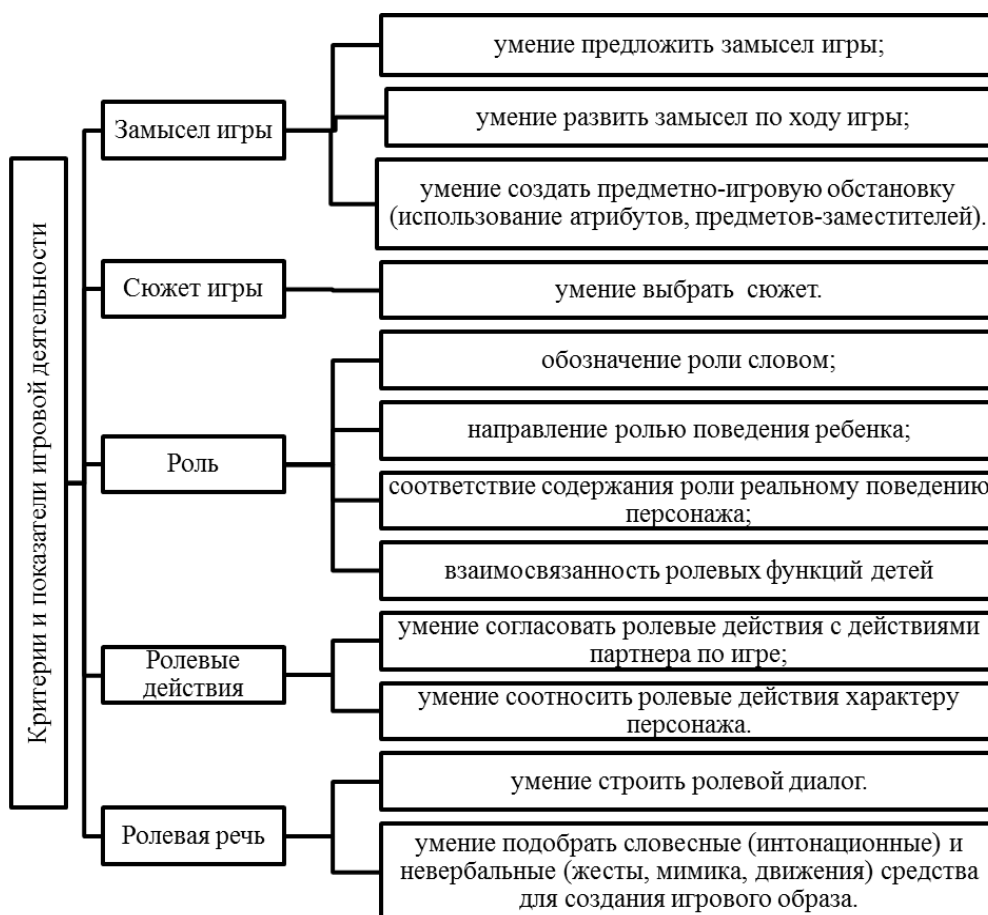 Критерии и показатели игровой деятельности
Замысел игры
умение предложить замысел игры;
умение развить замысел по ходу игры;
умение создать предметно-игровую обстановку
(использование атрибутов, предметов-заместителей).
Сюжет игры
умение выбрать сюжет.
Роль
обозначение роли словом;
направление ролью поведения ребенка;
соответствие содержания роли реальному поведению
персонажа;
взаимосвязанность ролевых функций детей
Ролевые
действия
умение согласовать ролевые действия с действиями
партнера по игре;
умение соотносить ролевые действия характеру
персонажа.
Ролевая речь
умение строить ролевой диалог.
умение подобрать словесные (интонационные) и
невербальные (жесты, мимика, движения) средства
для создания игрового образа.